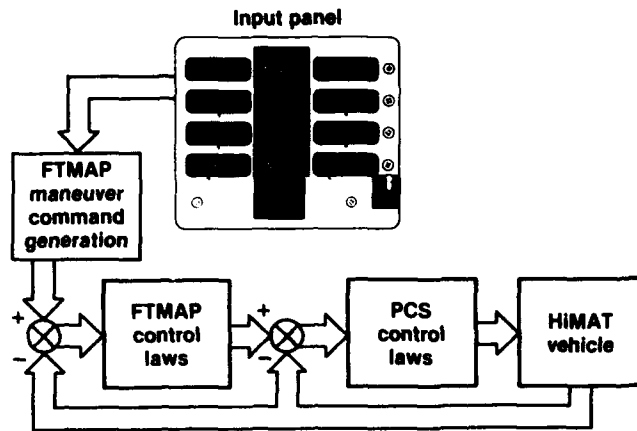 Input panel
FTMAP
maneuver
command
generation
+
−
FTMAP
control
laws
+
−
PCS
control
laws
HiMAT
vehicle